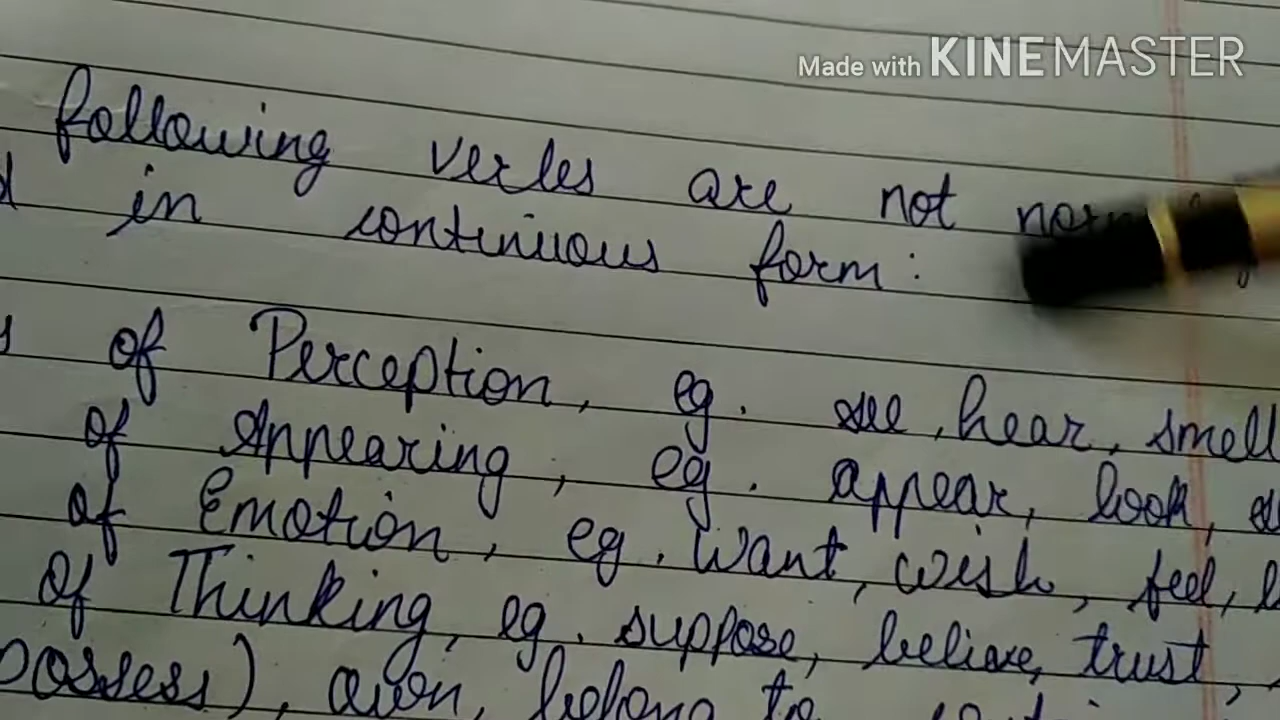 Made with KINEMASTER
following verbs are not
in continuous form:
of Perception, eg. see, hear, smell
of Appearing, eg. appear, look,
of Emotion, eg. want, wish, feel,
of Thinking, eg. suppose, believe, trust,
possess), own, belong to